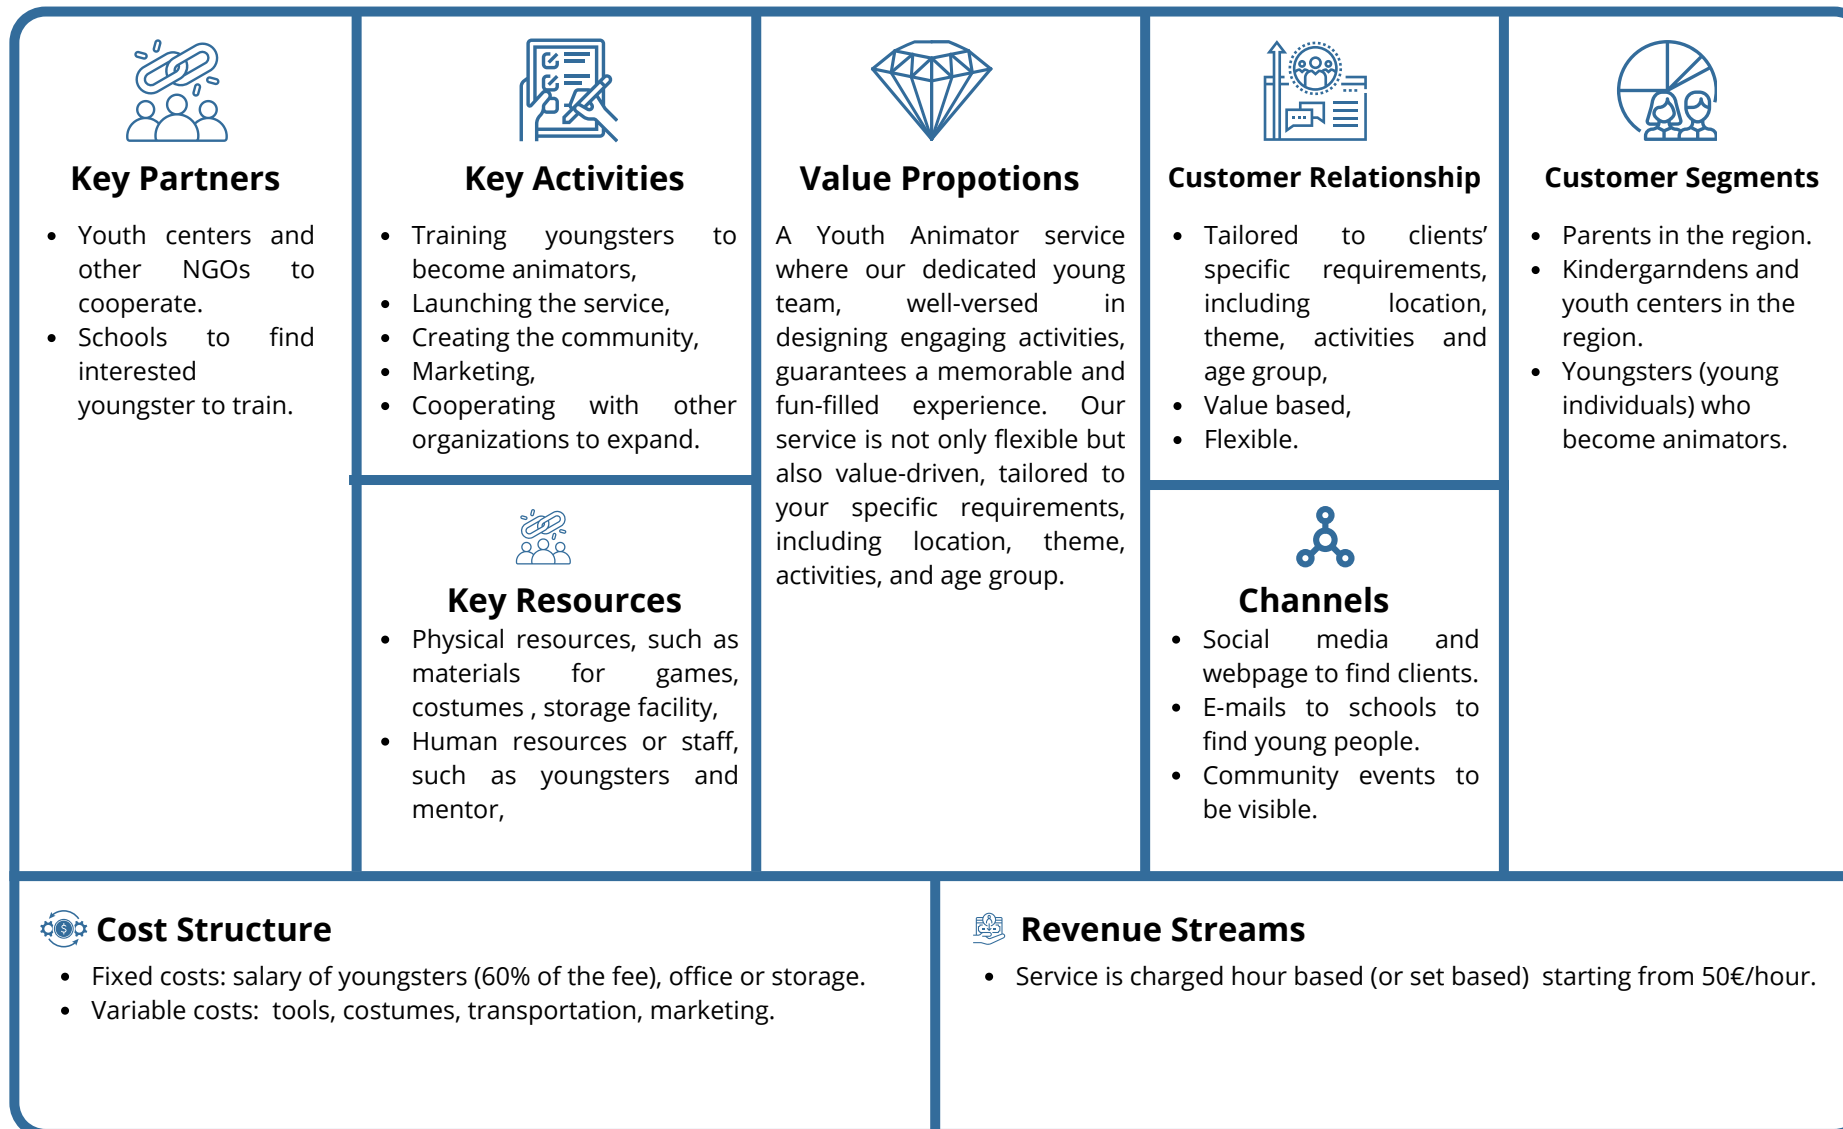 Key Partners
Youth centers and
other NGOs to
cooperate.
Schools to find
interested
youngster to train.
Key Activities
Training youngsters to
become animators,
Launching the service,
Creating the community,
Marketing,
Cooperating with other
organizations to expand.
Key Resources
Physical resources, such as
materials for games,
costumes , storage facility,
Human resources or staff,
such as youngsters and
mentor,
Value Propotions
A Youth Animator service
where our dedicated young
team, well-versed in
designing engaging activities,
guarantees a memorable and
fun-filled experience. Our
service is not only flexible but
also value-driven, tailored to
your specific requirements,
including location, theme,
activities, and age group.
Customer Relationship
Tailored to clients’
specific requirements,
including location,
theme, activities and
age group,
Value based,
Flexible.
Channels
Social media and
webpage to find clients.
E-mails to schools to
find young people.
Community events to
be visible.
Customer Segments
Parents in the region.
Kindergarndens and
youth centers in the
region.
Youngsters (young
individuals) who
become animators.
Cost Structure
Fixed costs: salary of youngsters (60% of the fee), office or storage.
Variable costs: tools, costumes, transportation, marketing.
Revenue Streams
Service is charged hour based (or set based) starting from 50€/hour.